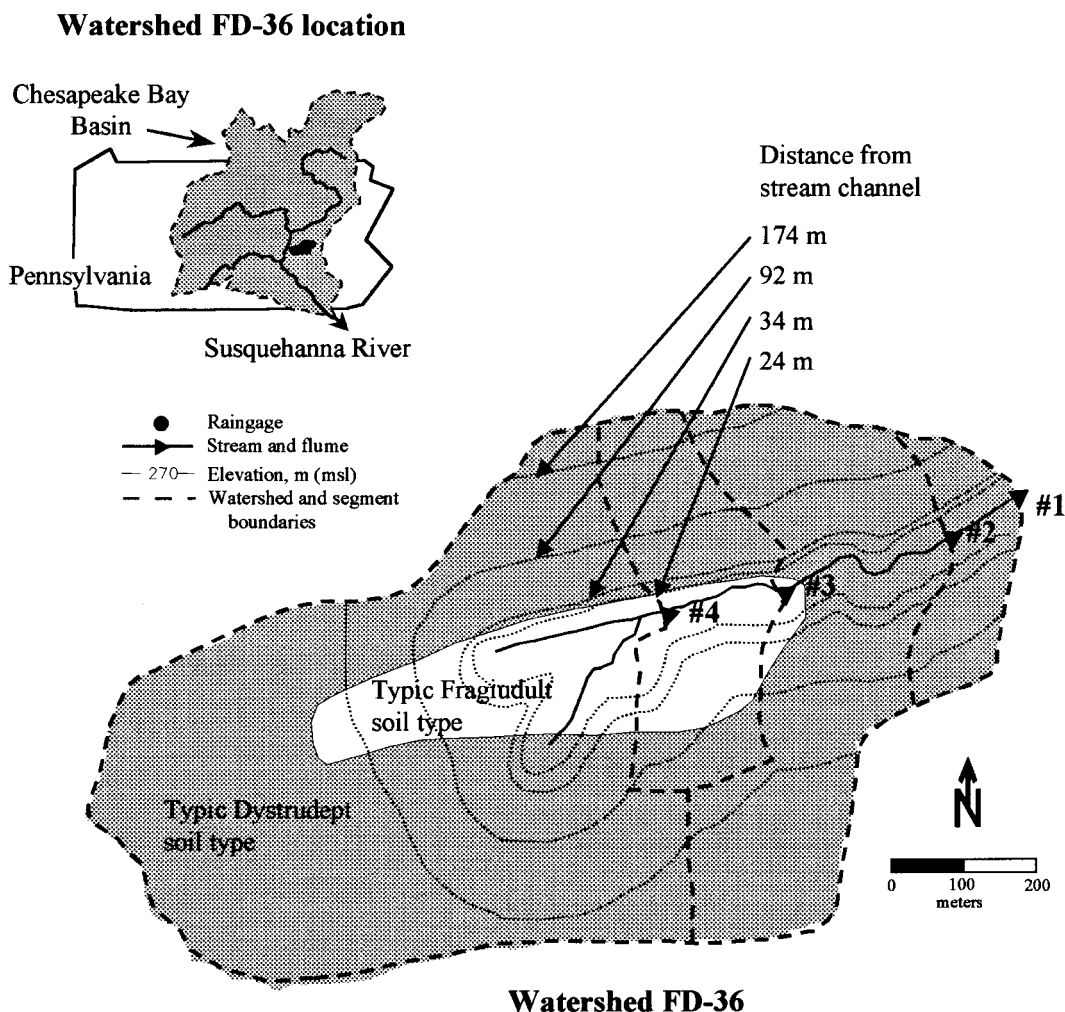 Watershed FD-36 location
Chesapeake Bay
Basin
Pennsylvania
Susquehanna River
Distance from
stream channel
174 m
92 m
34 m
24 m
Raingage
Stream and flume
270 Elevation, m (msl)
Watershed and segment
boundaries
#1
#2
#3
#4
Typic Fragiudult
soil type
Typic Dystrudept
soil type
N
0 100 200
meters
Watershed FD-36